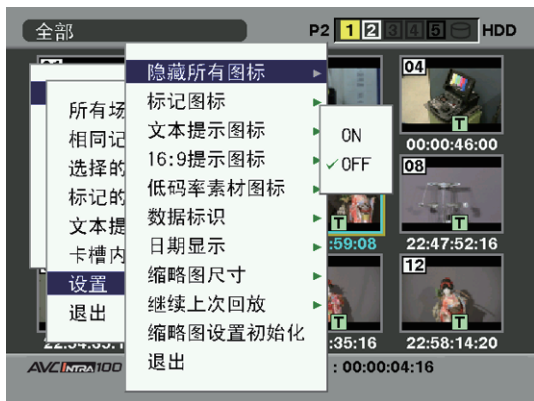 全部
P2 1 2 3 4 5 HDD
隐藏所有图标
标记图标
文本提示图标
16:9提示图标
低码率素材图标
数据标识
日期显示
缩略图尺寸
继续上次回放
缩略图设置初始化
退出
ON
✓OFF
所有场
相同记
选择的
标记的
文本提
卡槽内
设置
退出
04
T
00:00:46:00
08
T
T
:59:08
22:47:52:16
12
T
T
:35:16
22:58:14:20
AVC INTRA 100
: 00:00:04:16